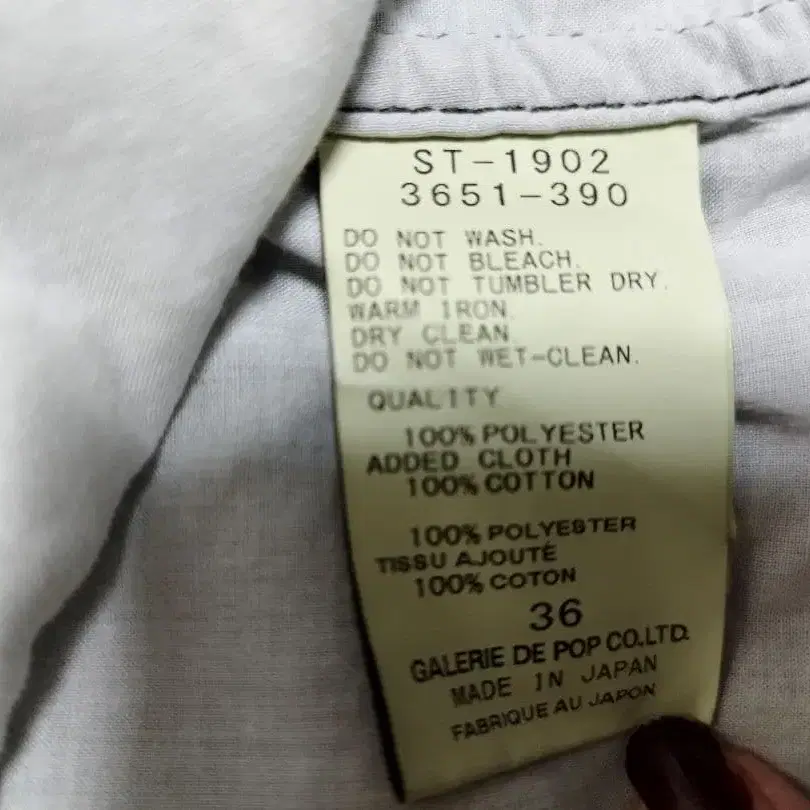 ST-1902
3651-390
DO NOT WASH.
DO NOT BLEACH.
DO NOT TUMBLER DRY.
WARM IRON.
DRY CLEAN
DO NOT WET-CLEAN.
QUALITY
100% POLYESTER
ADDED CLOTH
100% COTTON
100% POLYESTER
TISSU AJOUTÉ
100% COTON
36
GALERIE DE POP CO.LTD.
MADE IN JAPAN
FABRIQUE AU JAPON